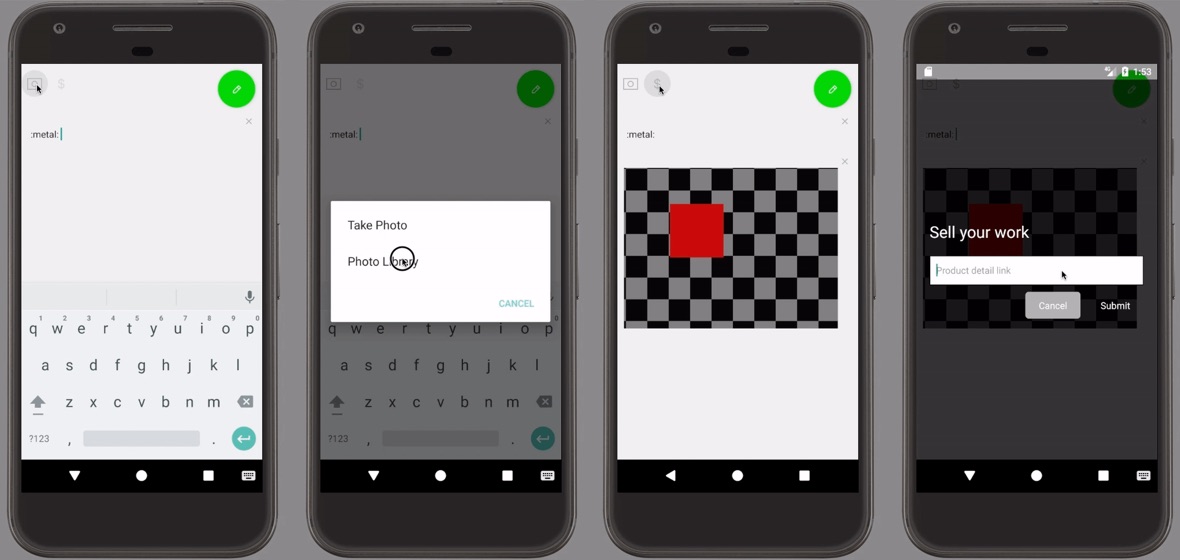 $
:metal:
1 2 3 4 5 6 7 8 9 0
q w e r t y u i o p
a s d f g h j k l
z x c v b n m
?123 , .
$
:metal:
Take Photo
Photo Library
CANCEL
q w e r t y u i o p
a s d f g h j k l
z x c v b n m
?123 , .
$
:metal:
1:53
$
:metal:
Sell your work
Product detail link
Cancel Submit